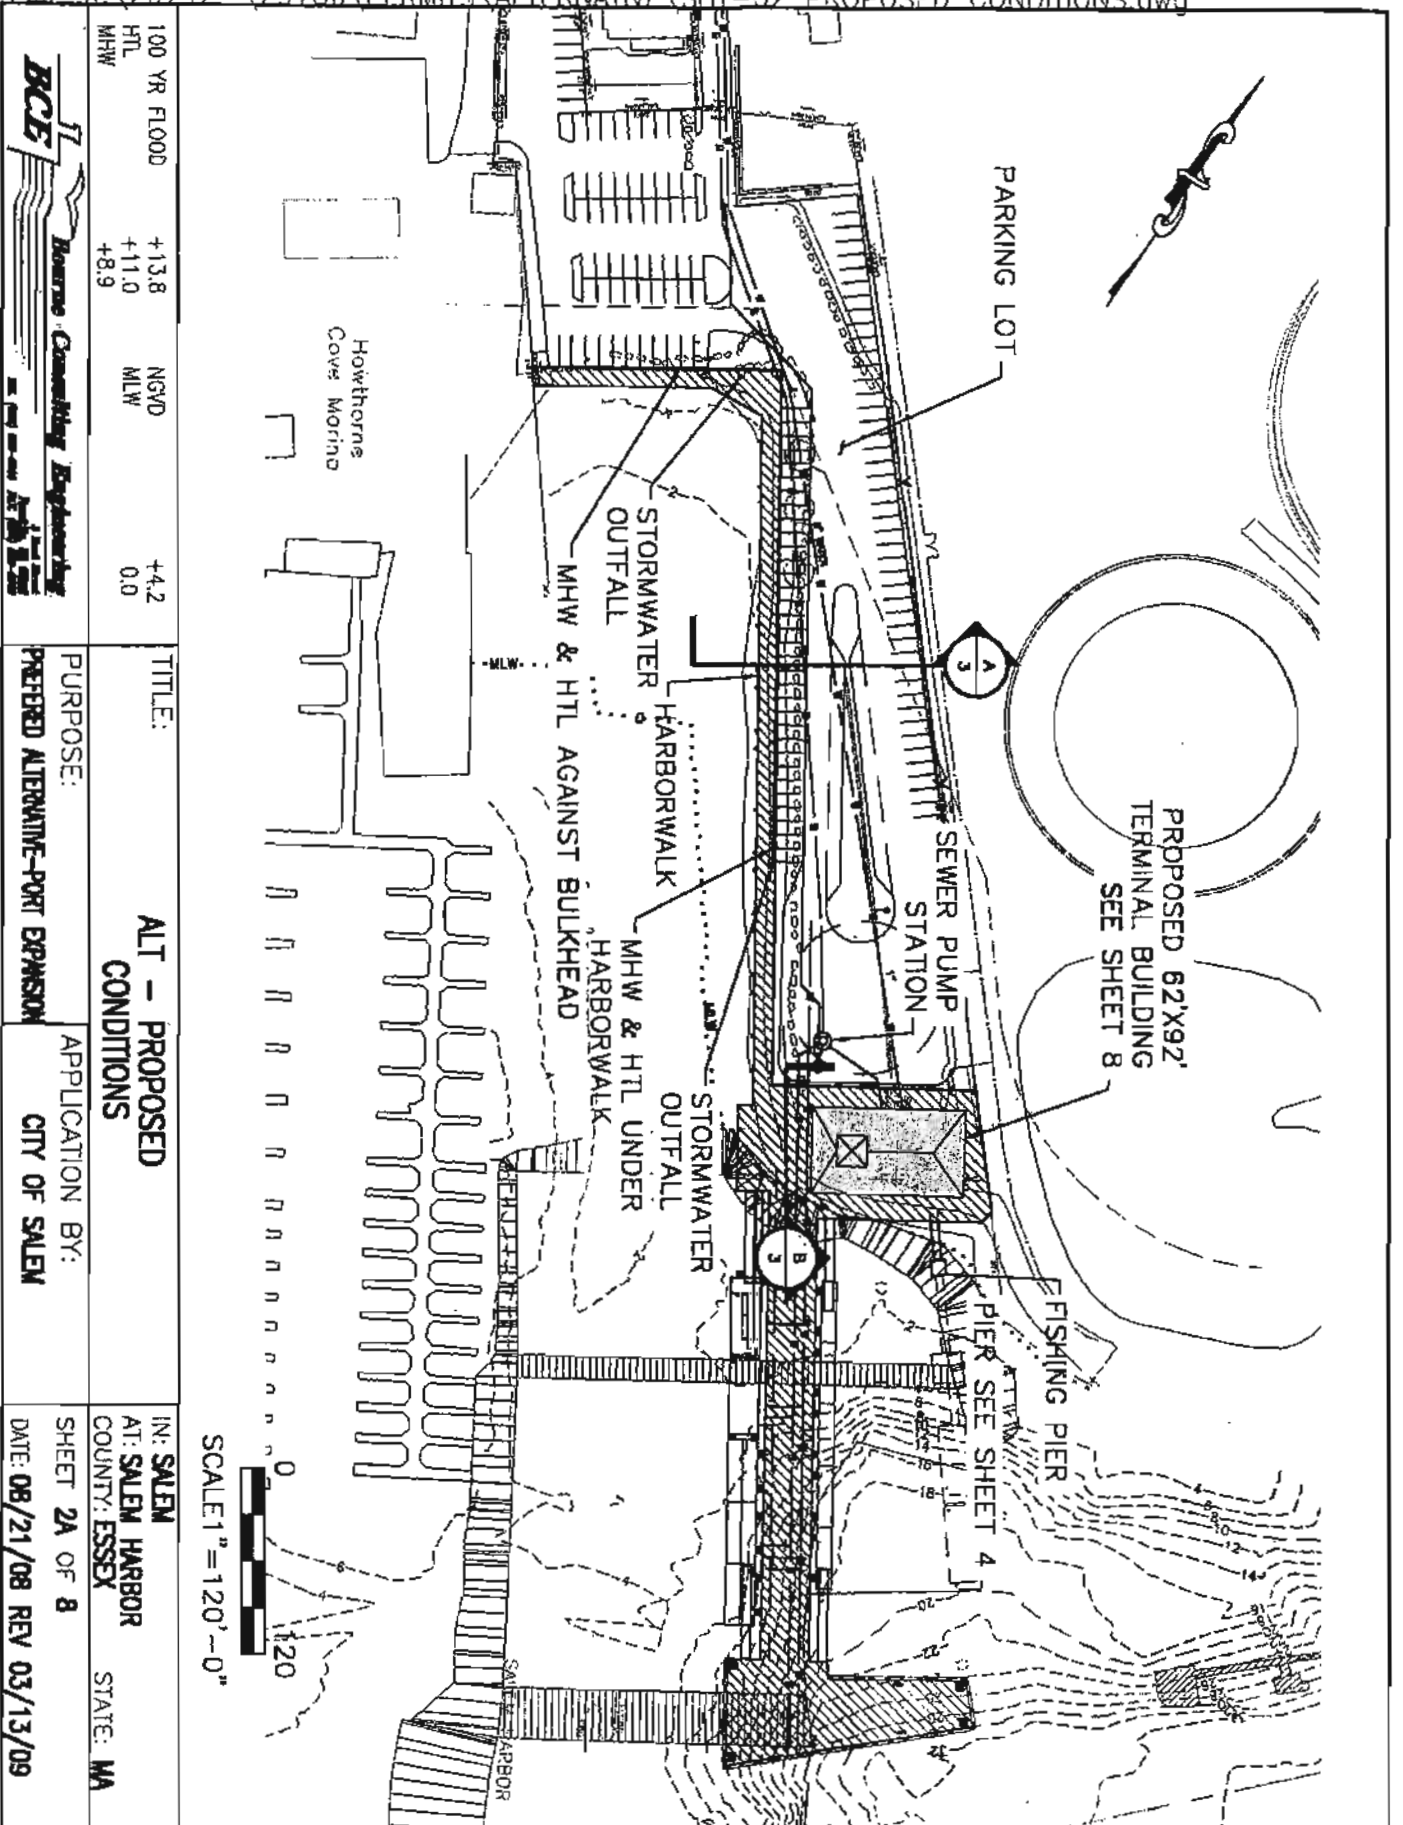 PROPOSED CONDITIONS.dwg
PARKING LOT
PROPOSED 62'X92'
TERMINAL BUILDING
SEE SHEET 8
A
3
SEWER PUMP
STATION
FISHING PIER
PIER SEE SHEET 4
B
3
STORMWATER
OUTFALL
HARBORWALK
MHW & HTL AGAINST BULKHEAD
MHW & HTL UNDER
HARBORWALK
STORMWATER
OUTFALL
Howthorne
Cove Marina
MLW
SCALE1"=120'-0"
0
120
100 YR FLOOD +13.8 NGVD +4.2
HTL +11.0 MLW 0.0
MHW +8.9
BCE
Bourne Consulting Engineering
TITLE:
ALT - PROPOSED
CONDITIONS
PURPOSE:
PREFERED ALTERNATIVE-PORT EXPANSION
APPLICATION BY:
CITY OF SALEM
IN: SALEM
AT: SALEM HARBOR
COUNTY: ESSEX STATE: MA
SHEET 2A OF 8
DATE: 08/21/08 REV 03/13/09